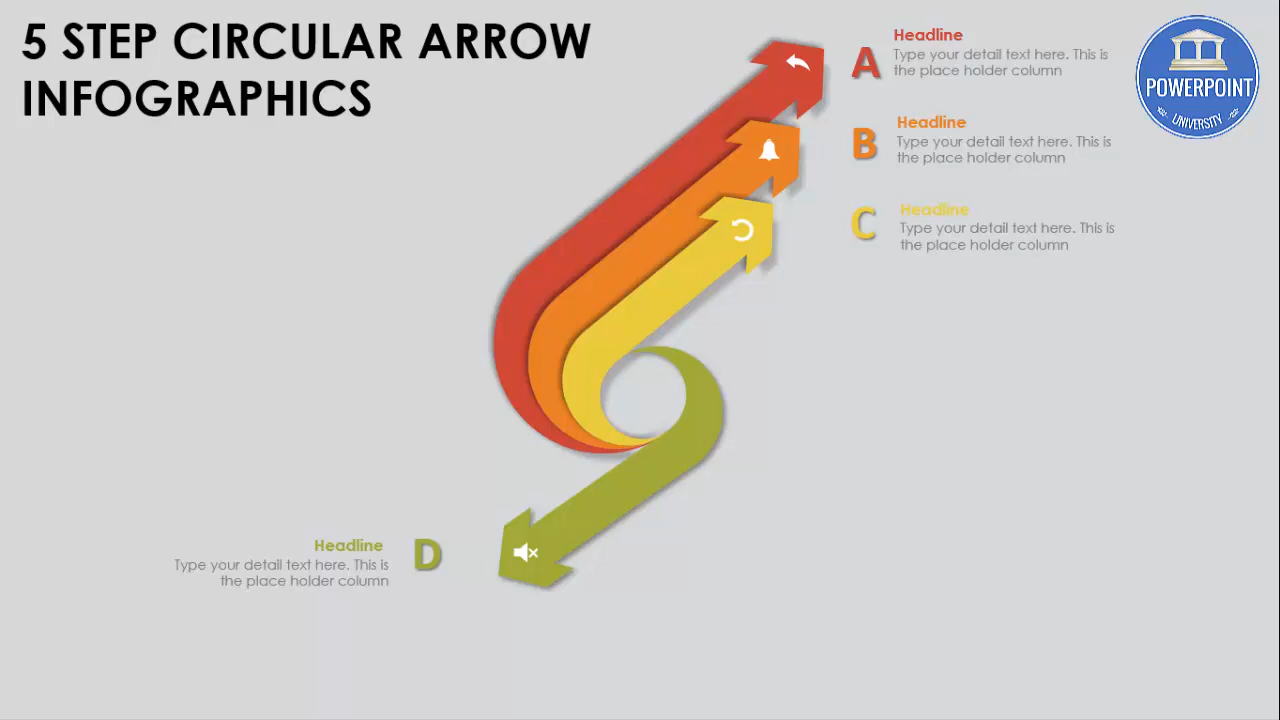 5 STEP CIRCULAR ARROW
INFOGRAPHICS
A
Headline
Type your detail text here. This is
the place holder column
B
Headline
Type your detail text here. This is
the place holder column
C
Headline
Type your detail text here. This is
the place holder column
POWERPOINT
UNIVERSITY
Headline
Type your detail text here. This is
the place holder column
D